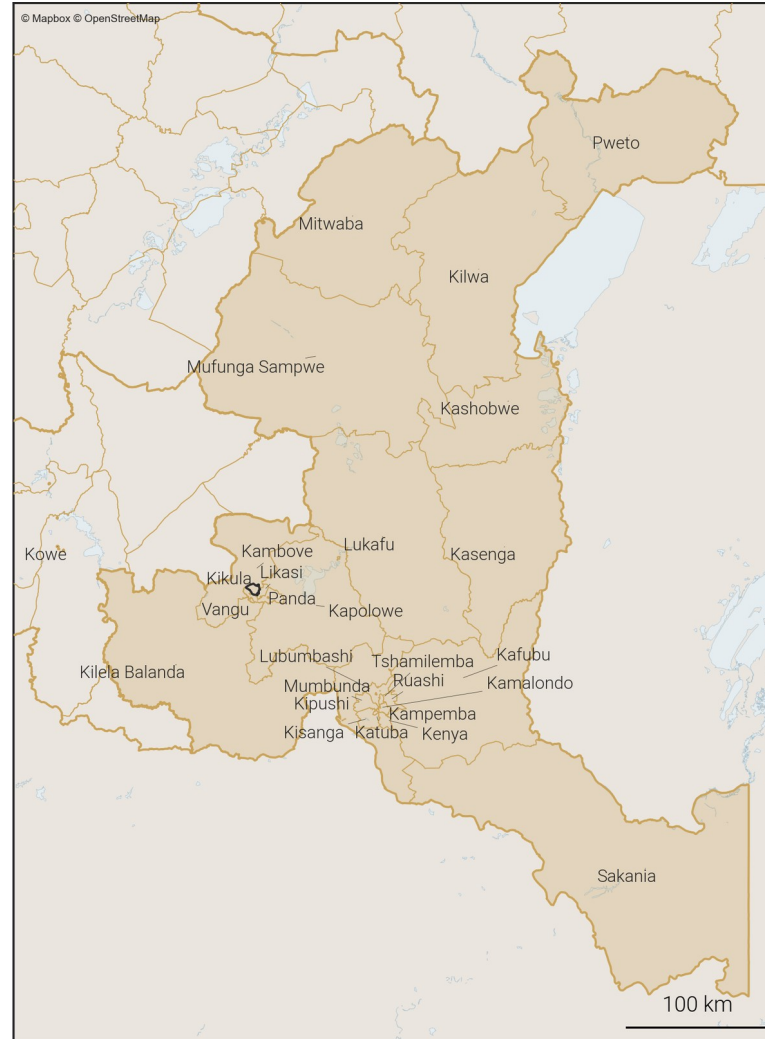 © Mapbox © OpenStreetMap
Pweto
Mitwaba
Kilwa
Mufunga Sampwe
Kashobwe
Lukafu
Kasenga
Kowe
Kambove
Kikula
Likasi
Panda
Vangu
Kapolowe
Kilela Balanda
Lubumbashi
Tshamilemba
Kafubu
Ruashi
Mumbunda
Kamalondo
Kipushi
Kampemba
Kisanga
Katuba
Kenya
Sakania
100 km